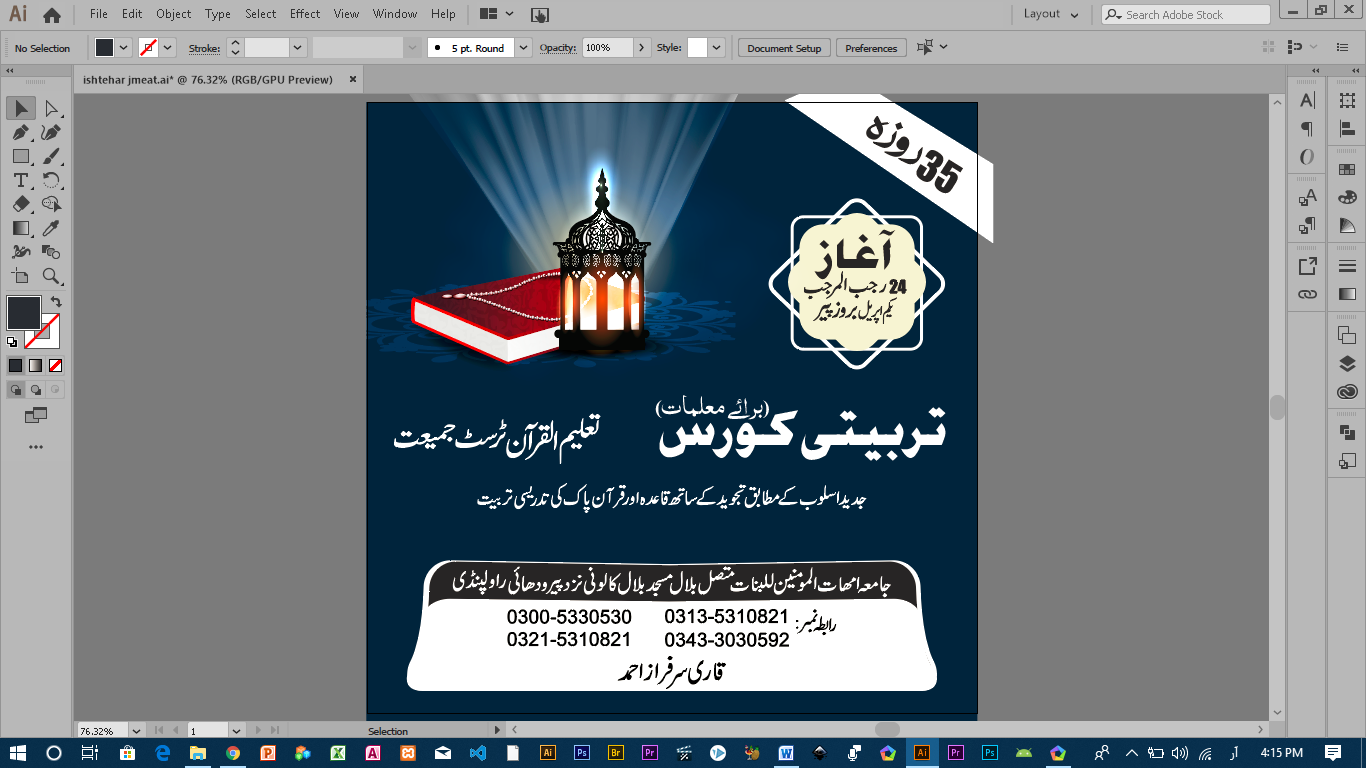 Ai File Edit Object Type Select Effect View Window Help Layout Search Adobe Stock
No Selection Stroke: 5 pt. Round Opacity: 100% Style: Document Setup Preferences
ishtehar jmeat.ai* @ 76.32% (RGB/GPU Preview)
35 روزہ
آغاز
24 رجب المرجب
یکم اپریل بروز پیر
(برائے معلمات)
تربیتی کورس
تعلیم القرآن ٹرسٹ جمیعت
جدید اسلوب کے مطابق تجوید کے ساتھ قاعدہ اور قرآن پاک کی تدریسی تربیت
جامعہ امھات المومنین للبنات متصل بلال مسجد بلال کالونی نزد پیرودھائی راولپنڈی
رابطہ نمبر: 0313-5310821 0300-5330530
0343-3030592 0321-5310821
قاری سرفراز احمد
76.32% 1 Selection
4:15 PM